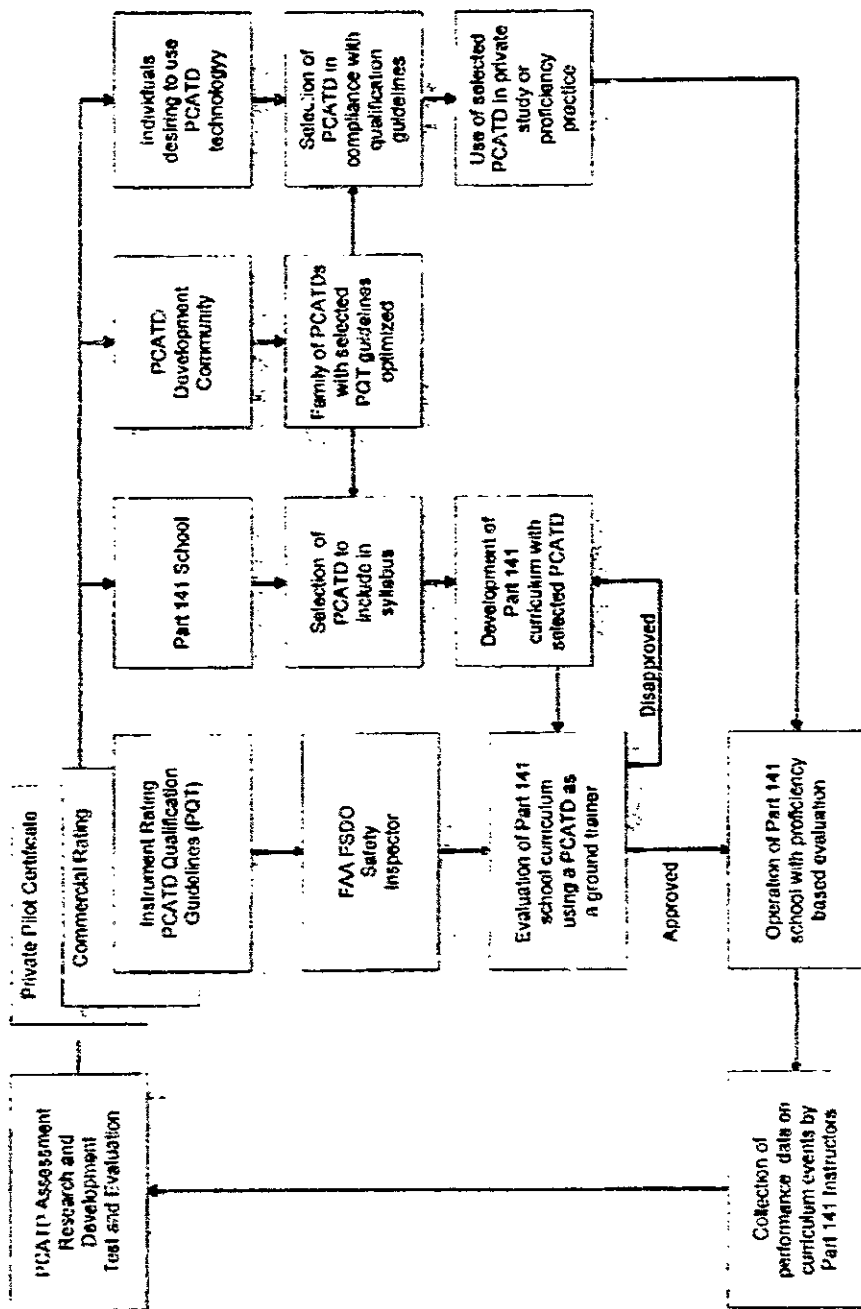 PCATD Assessment
Research and
Development
Test and Evaluation
Private Pilot Certificate
Commercial Rating
Instrument Rating
PCATD Qualification
Guidelines (PQT)
Part 141 School
PCATD
Development
Community
Individuals
desiring to use
PCATD
technologyy
FAA FSDO
Safety
Inspector
Selection of
PCATD to
include in
syllabus
Family of PCATDs
with selected
PQT guidelines
optimized
Selection of
PCATD in
compliance with
qualification
guidelines
Evaluation of Part 141
school curriculum
using a PCATD as
a ground trainer
Development of
Part 141
curriculum with
selected PCATD
Use of selected
PCATD in private
study or
proficiency
practice
Approved
Disapproved
Collection of
performance data on
curriculum events by
Part 141 Instructors
Operation of Part 141
school with proficiency
based evaluation